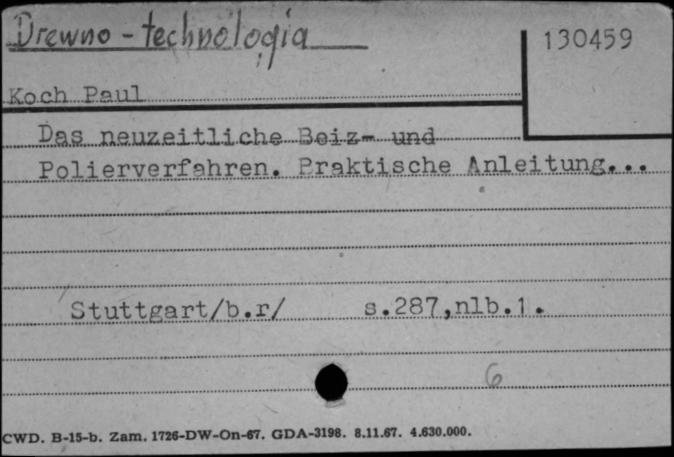 Drewno - technologia
130459
Koch Paul
Das neuzeitliche Beiz- und
Polierverfahren. Praktische Anleitung...
Stuttgart/b.r/ s.287,nlb.1.
6
CWD. B-15-b. Zam. 1726-DW-On-67. GDA-3198. 8.11.67. 4.630.000.